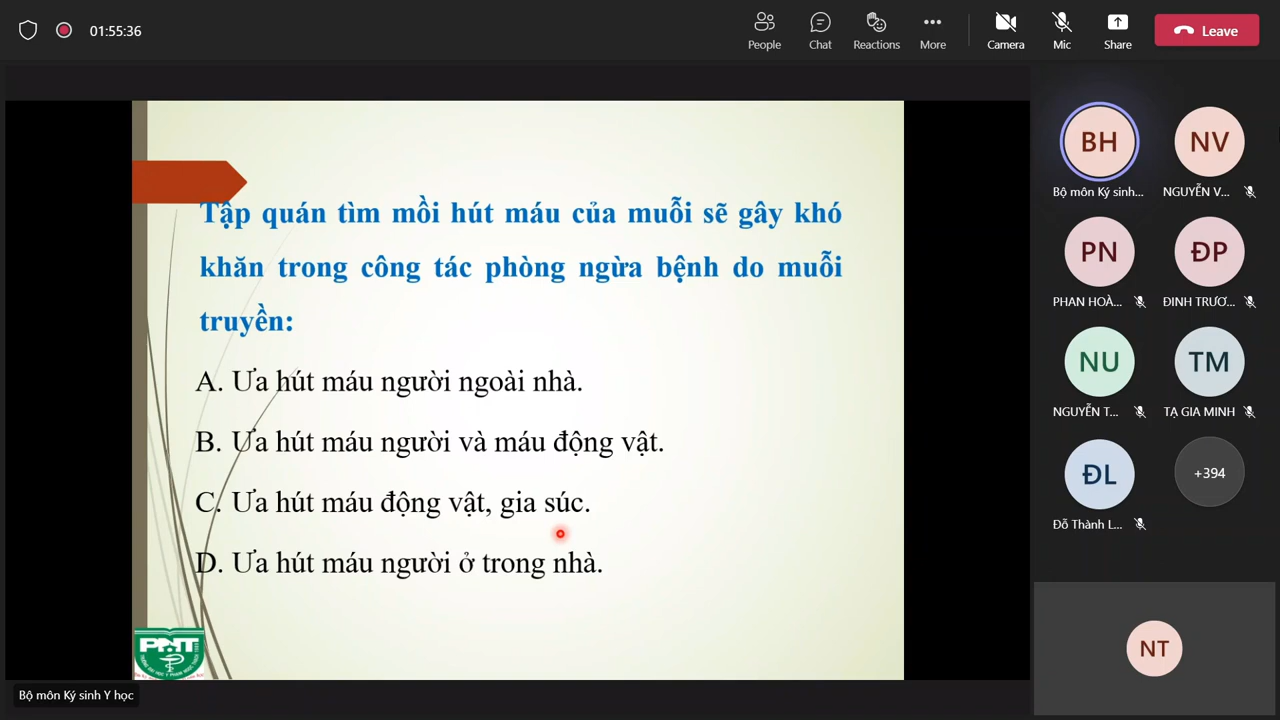 01:55:36
People
Chat
Reactions
More
Camera
Mic
Share
Leave
Tập quán tìm mồi hút máu của muỗi sẽ gây khó
khăn trong công tác phòng ngừa bệnh do muỗi
truyền:
A. Ưa hút máu người ngoài nhà.
B. Ưa hút máu người và máu động vật.
C. Ưa hút máu động vật, gia súc.
D. Ưa hút máu người ở trong nhà.
PNT
Bộ môn Ký sinh Y học
BH
NV
Bộ môn Ký sinh...
NGUYỄN V...
PN
ĐP
PHAN HOÀ...
ĐINH TRƯƠ...
NU
TM
NGUYỄN T...
TẠ GIA MINH
ĐL
+394
Đỗ Thành L...
NT